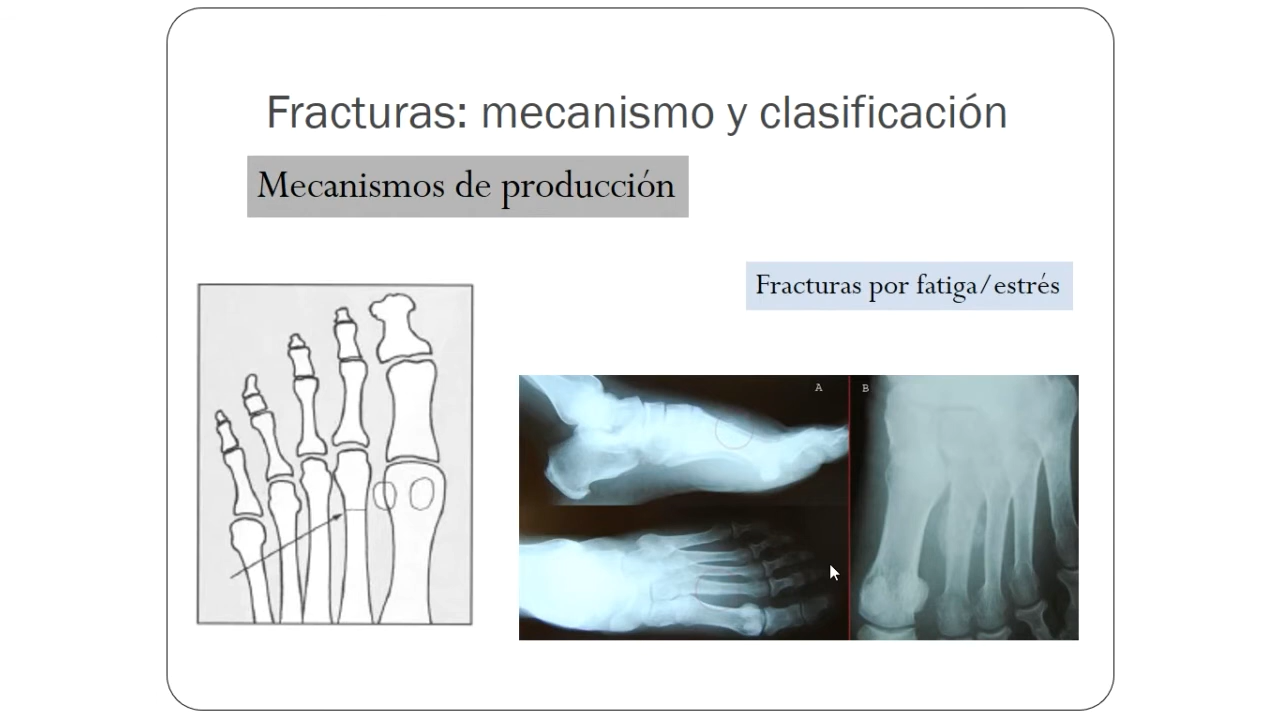 Fracturas: mecanismo y clasificación
Mecanismos de producción
Fracturas por fatiga/estrés
A
B